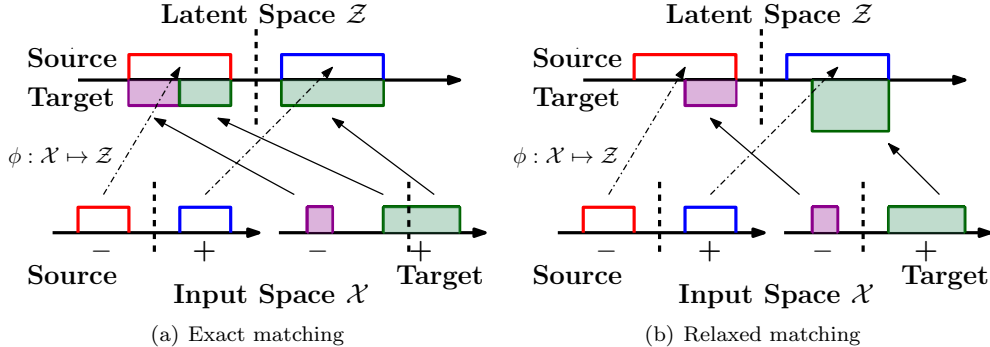 Latent Space 𝒵
Source
Target
ϕ : 𝒳 ↦ 𝒵
− + − +
Source Target
Input Space 𝒳
(a) Exact matching
Latent Space 𝒵
Source
Target
ϕ : 𝒳 ↦ 𝒵
− + − +
Source Target
Input Space 𝒳
(b) Relaxed matching